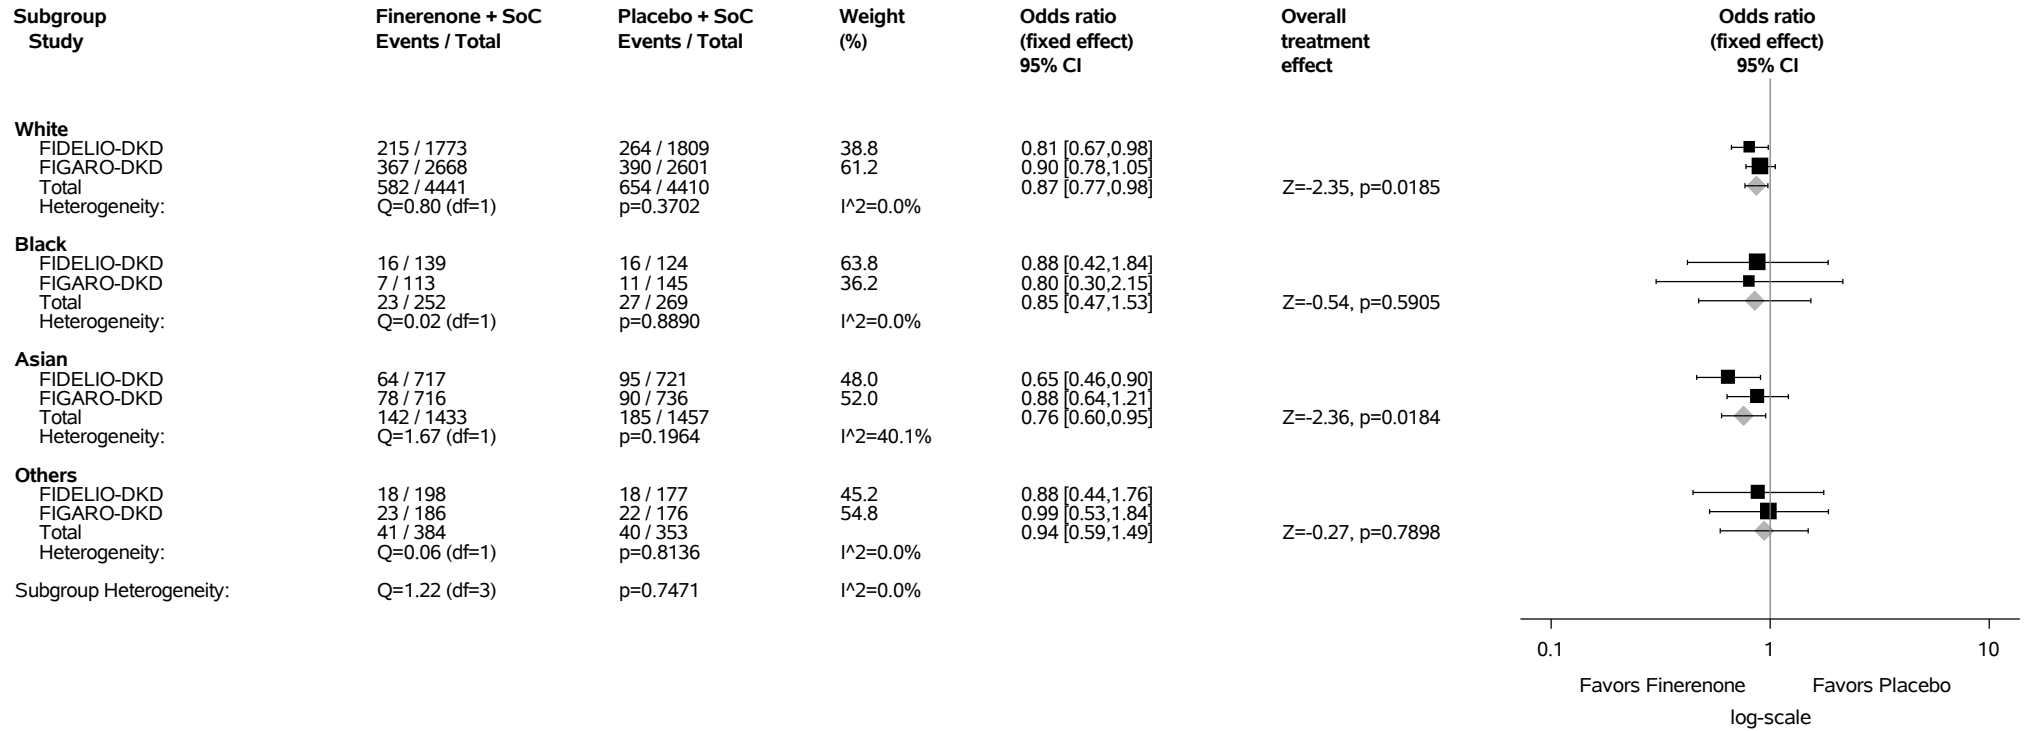 Subgroup Finerenone + SoC Placebo + SoC Weight Odds ratio Overall Odds ratio
Study Events / Total Events / Total (%) (fixed effect) treatment (fixed effect)
95% CI effect 95% CI
White
FIDELIO-DKD 215 / 1773 264 / 1809 38.8 0.81 [0.67,0.98]
FIGARO-DKD 367 / 2668 390 / 2601 61.2 0.90 [0.78,1.05]
Total 582 / 4441 654 / 4410 0.87 [0.77,0.98] Z=-2.35, p=0.0185
Heterogeneity: Q=0.80 (df=1) p=0.3702 I^2=0.0%
Black
FIDELIO-DKD 16 / 139 16 / 124 63.8 0.88 [0.42,1.84]
FIGARO-DKD 7 / 113 11 / 145 36.2 0.80 [0.30,2.15]
Total 23 / 252 27 / 269 0.85 [0.47,1.53] Z=-0.54, p=0.5905
Heterogeneity: Q=0.02 (df=1) p=0.8890 I^2=0.0%
Asian
FIDELIO-DKD 64 / 717 95 / 721 48.0 0.65 [0.46,0.90]
FIGARO-DKD 78 / 716 90 / 736 52.0 0.88 [0.64,1.21]
Total 142 / 1433 185 / 1457 0.76 [0.60,0.95] Z=-2.36, p=0.0184
Heterogeneity: Q=1.67 (df=1) p=0.1964 I^2=40.1%
Others
FIDELIO-DKD 18 / 198 18 / 177 45.2 0.88 [0.44,1.76]
FIGARO-DKD 23 / 186 22 / 176 54.8 0.99 [0.53,1.84]
Total 41 / 384 40 / 353 0.94 [0.59,1.49] Z=-0.27, p=0.7898
Heterogeneity: Q=0.06 (df=1) p=0.8136 I^2=0.0%
Subgroup Heterogeneity: Q=1.22 (df=3) p=0.7471 I^2=0.0%
0.1 1 10
Favors Finerenone Favors Placebo
log-scale